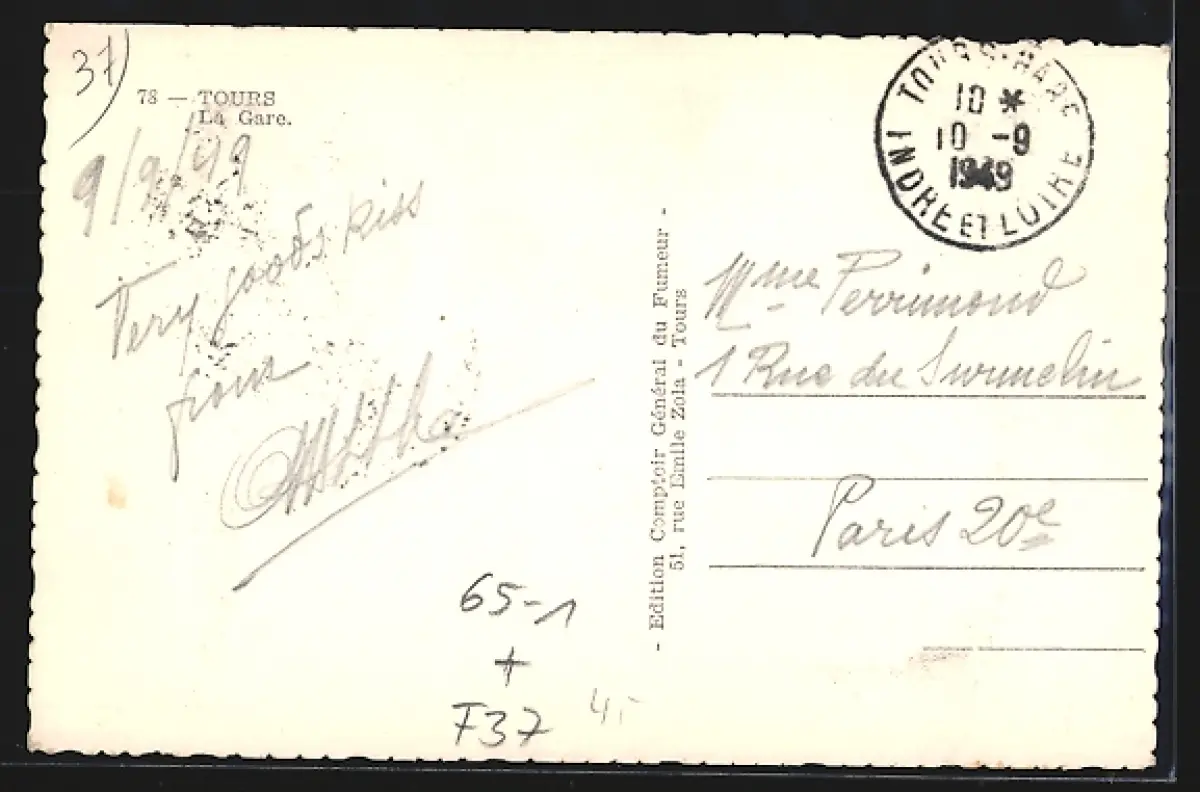 37)
78 — TOURS
La Gare.
9/9/49
Very goods kiss
from
- Edition Comptoir Général du Fumeur -
51, rue Emile Zola - Tours
TOURS-GARE
10 *
10 -9
1949
INDRE ET LOIRE
Mme Perrimond
1 Rue du Surmelin
Paris 20e
65-1
+
F37
4,-